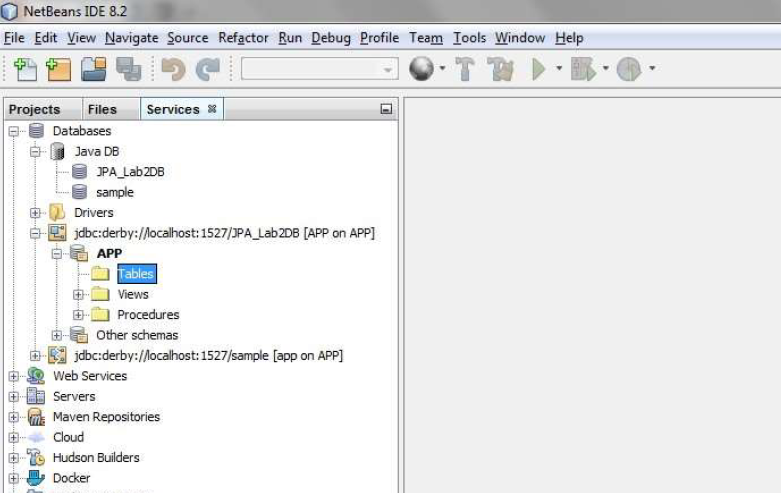 NetBeans IDE 8.2
File Edit View Navigate Source Refactor Run Debug Profile Team Tools Window Help
Projects Files Services
Databases
Java DB
JPA_Lab2DB
sample
Drivers
jdbc:derby://localhost:1527/JPA_Lab2DB [APP on APP]
APP
Tables
Views
Procedures
Other schemas
jdbc:derby://localhost:1527/sample [app on APP]
Web Services
Servers
Maven Repositories
Cloud
Hudson Builders
Docker